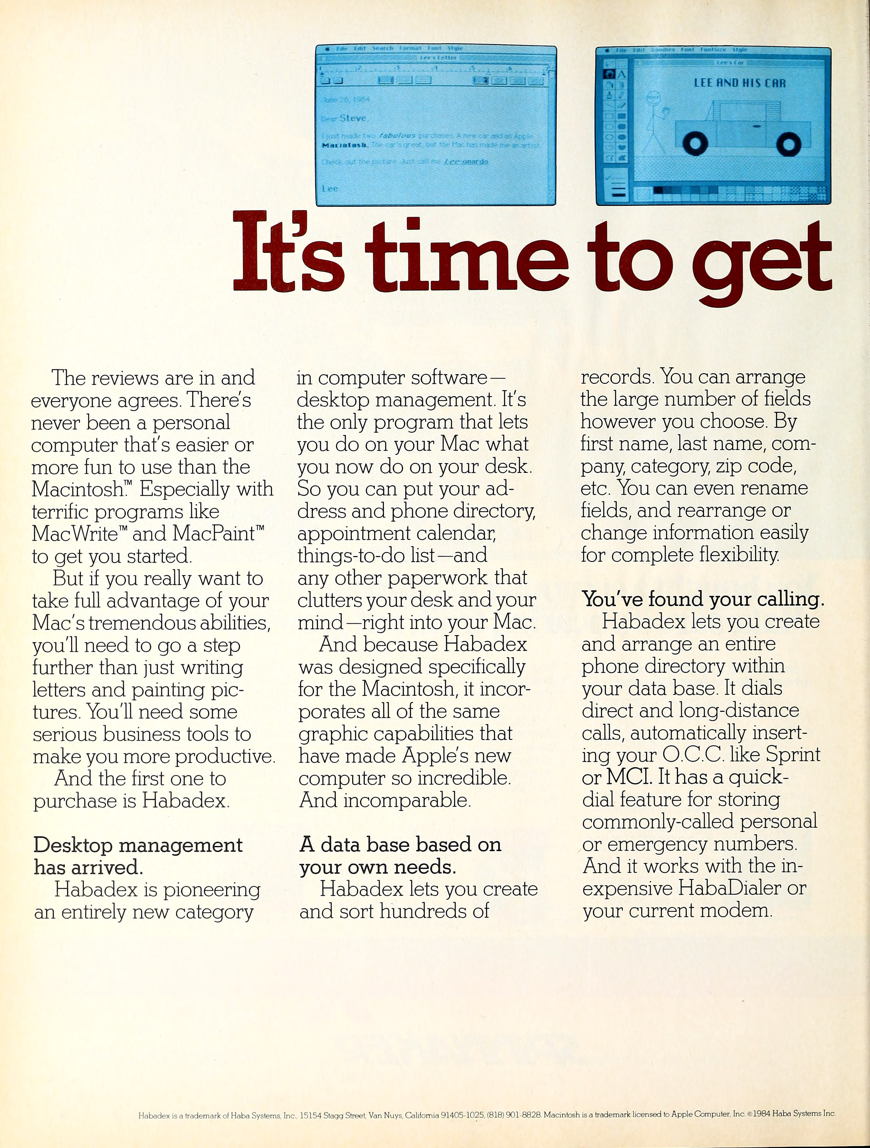 File Edit Search Format Font Style
Lee's Letter
June 28, 1984
Dear Steve,
I just made two fabulous purchases. A new car and an Apple
Macintosh. The car's great, but the Mac has made me an artist.
Check out the picture. Just call me Lee-onardo.
Lee
File Edit Goodies Font FontSize Style
Lee's Car
LEE AND HIS CAR
It's time to get
The reviews are in and
everyone agrees. There's
never been a personal
computer that's easier or
more fun to use than the
Macintosh.™ Especially with
terrific programs like
MacWrite™ and MacPaint™
to get you started.
But if you really want to
take full advantage of your
Mac's tremendous abilities,
you'll need to go a step
further than just writing
letters and painting pic-
tures. You'll need some
serious business tools to
make you more productive.
And the first one to
purchase is Habadex.
Desktop management
has arrived.
Habadex is pioneering
an entirely new category
in computer software—
desktop management. It's
the only program that lets
you do on your Mac what
you now do on your desk.
So you can put your ad-
dress and phone directory,
appointment calendar,
things-to-do list—and
any other paperwork that
clutters your desk and your
mind—right into your Mac.
And because Habadex
was designed specifically
for the Macintosh, it incor-
porates all of the same
graphic capabilities that
have made Apple's new
computer so incredible.
And incomparable.
A data base based on
your own needs.
Habadex lets you create
and sort hundreds of
records. You can arrange
the large number of fields
however you choose. By
first name, last name, com-
pany, category, zip code,
etc. You can even rename
fields, and rearrange or
change information easily
for complete flexibility.
You've found your calling.
Habadex lets you create
and arrange an entire
phone directory within
your data base. It dials
direct and long-distance
calls, automatically insert-
ing your O.C.C. like Sprint
or MCI. It has a quick-
dial feature for storing
commonly-called personal
or emergency numbers.
And it works with the in-
expensive HabaDialer or
your current modem.
Habadex is a trademark of Haba Systems, Inc., 15154 Stagg Street, Van Nuys, California 91405-1025, (818) 901-8828. Macintosh is a trademark licensed to Apple Computer, Inc. ©1984 Haba Systems Inc.